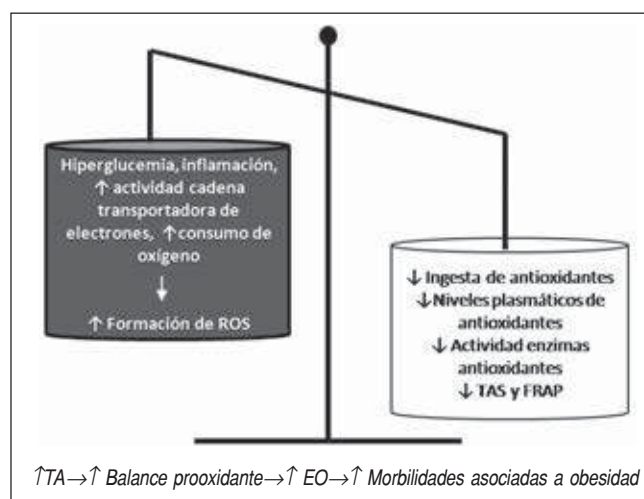 Hiperglucemia, inflamación,
↑ actividad cadena
transportadora de
electrones, ↑consumo de
oxígeno
↓
↑ Formación de ROS
↓ Ingesta de antioxidantes
↓Niveles plasmáticos de
antioxidantes
↓ Actividad enzimas
antioxidantes
↓ TAS y FRAP
↑TA→↑ Balance prooxidante→↑ EO→↑ Morbilidades asociadas a obesidad